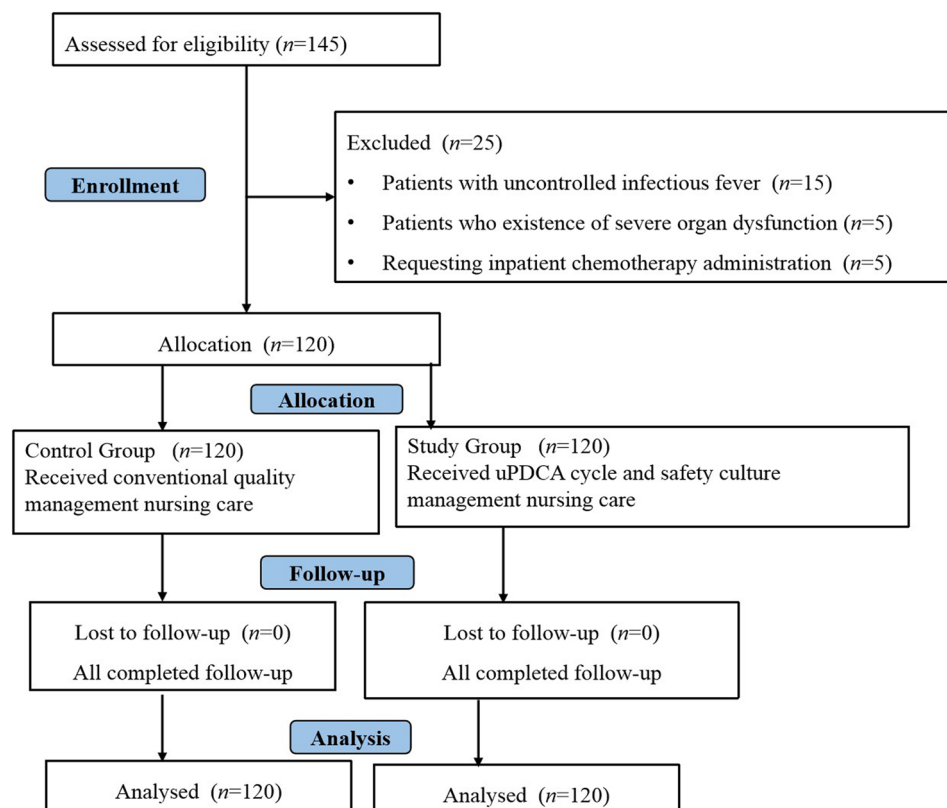 Assessed for eligibility (n=145)
Excluded (n=25)
• Patients with uncontrolled infectious fever (n=15)
• Patients who existence of severe organ dysfunction (n=5)
• Requesting inpatient chemotherapy administration (n=5)
Enrollment
Allocation (n=120)
Allocation
Control Group (n=120)
Received conventional quality
management nursing care
Study Group (n=120)
Received uPDCA cycle and safety culture
management nursing care
Follow-up
Lost to follow-up (n=0)
All completed follow-up
Lost to follow-up (n=0)
All completed follow-up
Analysis
Analysed (n=120)
Analysed (n=120)